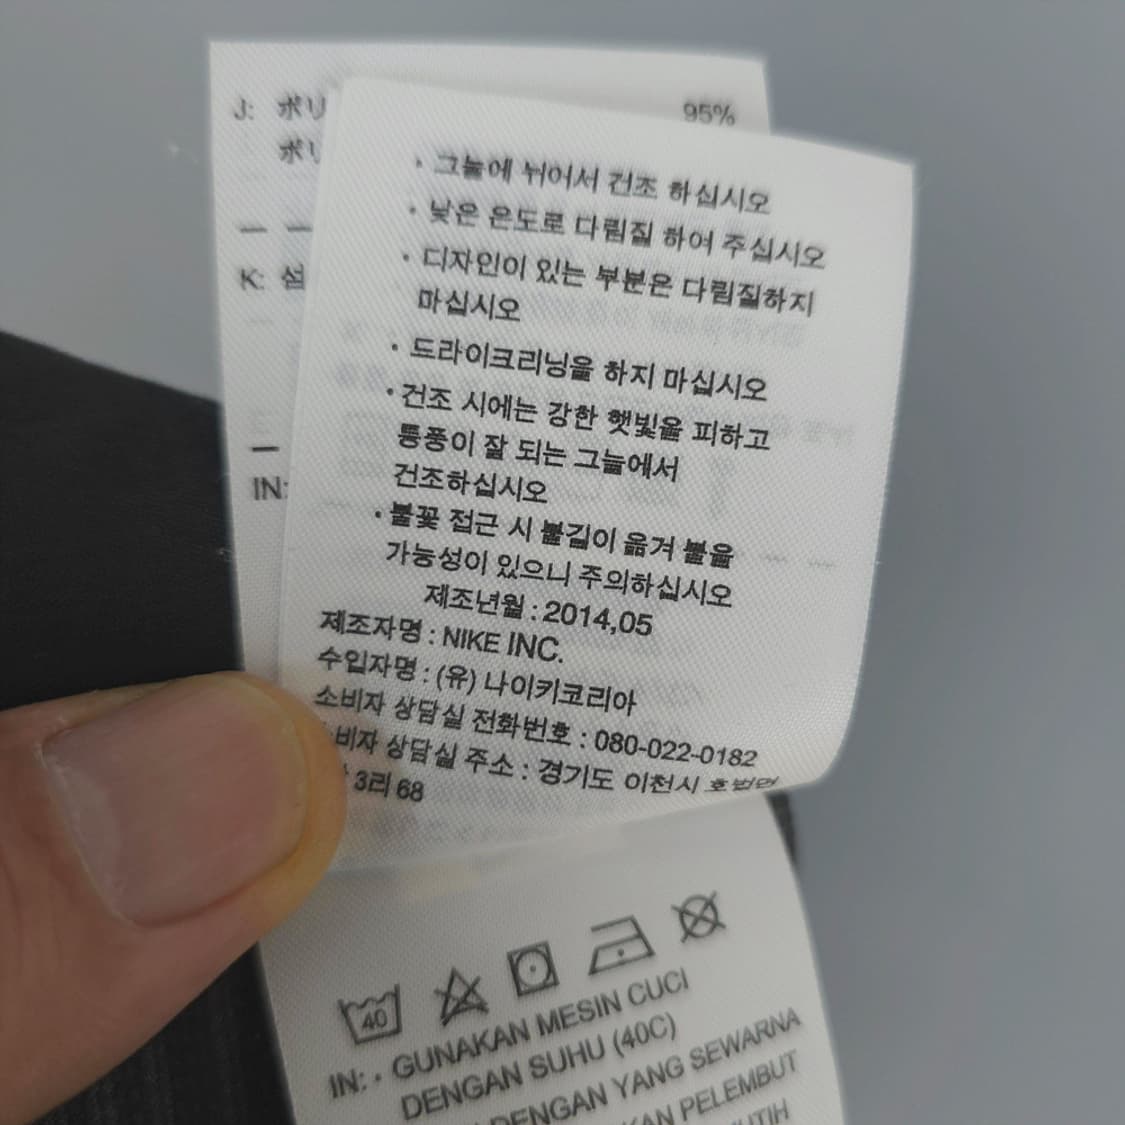 J: ポリ 95%
ポリ
K: 섬
IN:
· 그늘에 뉘어서 건조 하십시오
· 낮은 온도로 다림질 하여 주십시오
· 디자인이 있는 부분은 다림질하지
마십시오
· 드라이크리닝을 하지 마십시오
· 건조 시에는 강한 햇빛을 피하고
통풍이 잘 되는 그늘에서
건조하십시오
· 불꽃 접근 시 불길이 옮겨 붙을
가능성이 있으니 주의하십시오
제조년월 : 2014,05
제조자명 : NIKE INC.
수입자명 : (유) 나이키코리아
소비자 상담실 전화번호 : 080-022-0182
비자 상담실 주소 : 경기도 이천시 호법면
3리 68
40
IN: · GUNAKAN MESIN CUCI
DENGAN SUHU (40C)
DENGAN YANG SEWARNA
KAN PELEMBUT
UTIH